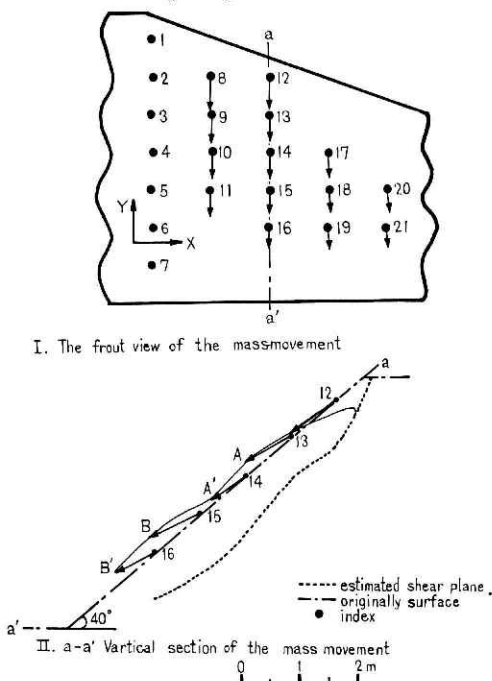 a
1
2 8 12
3 9 13
4 10 14 17
5 11 15 18 20
Y
6 16 19 21
X
7
a'
I. The frout view of the mass-movement
a
12
13
A
14
A'
15
B
16
B'
estimated shear plane
originally surface
index
a' 40°
II. a-a' Vartical section of the mass movement
0 1 2 m